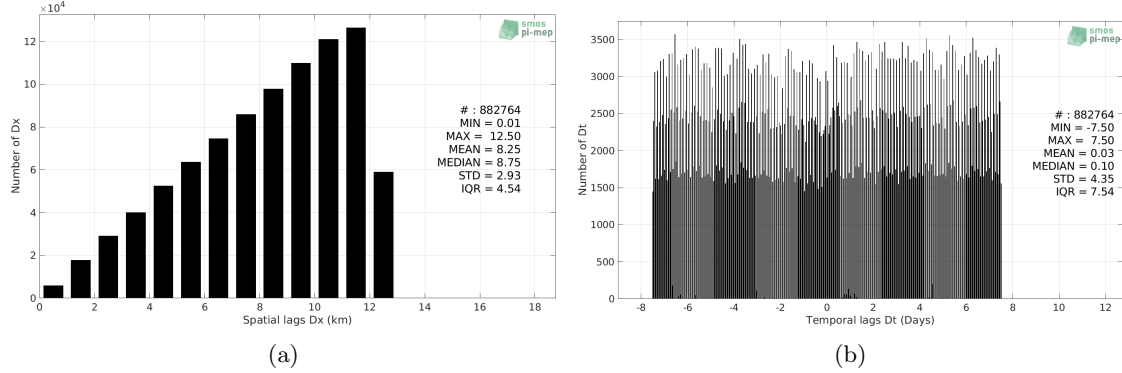 ×10⁴
smos
pi-mep
12
10
8
6
4
2
0
Number of Dx
# : 882764
MIN = 0.01
MAX = 12.50
MEAN = 8.25
MEDIAN = 8.75
STD = 2.93
IQR = 4.54
0 2 4 6 8 10 12 14 16 18
Spatial lags Dx (km)
(a)
smos
pi-mep
3500
3000
2500
2000
1500
1000
500
0
Number of Dt
# : 882764
MIN = -7.50
MAX = 7.50
MEAN = 0.03
MEDIAN = 0.10
STD = 4.35
IQR = 7.54
-8 -6 -4 -2 0 2 4 6 8 10 12
Temporal lags Dt (Days)
(b)